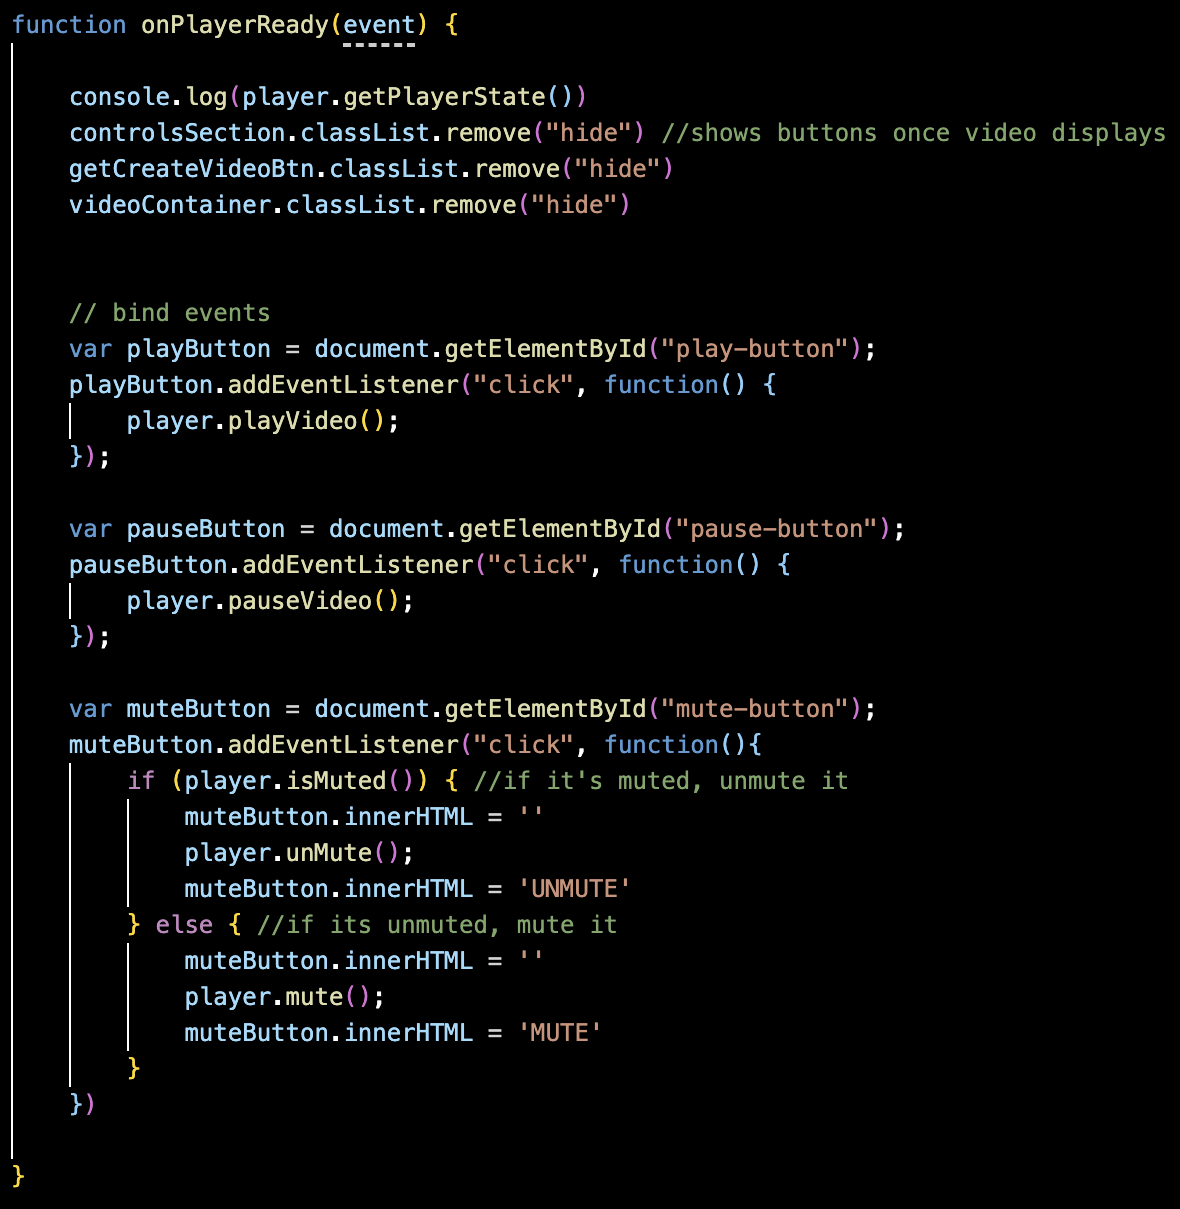 function onPlayerReady(event) {
console.log(player.getPlayerState())
controlsSection.classList.remove("hide") //shows buttons once video displays
getCreateVideoBtn.classList.remove("hide")
videoContainer.classList.remove("hide")
// bind events
var playButton = document.getElementById("play-button");
playButton.addEventListener("click", function() {
player.playVideo();
});
var pauseButton = document.getElementById("pause-button");
pauseButton.addEventListener("click", function() {
player.pauseVideo();
});
var muteButton = document.getElementById("mute-button");
muteButton.addEventListener("click", function(){
if (player.isMuted()) { //if it's muted, unmute it
muteButton.innerHTML = ''
player.unMute();
muteButton.innerHTML = 'UNMUTE'
} else { //if its unmuted, mute it
muteButton.innerHTML = ''
player.mute();
muteButton.innerHTML = 'MUTE'
}
})
}